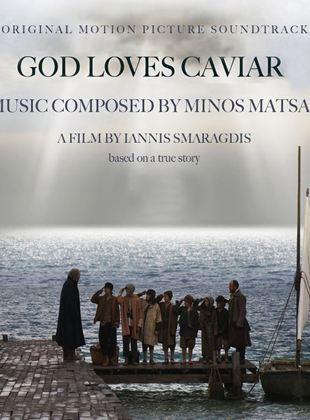 ORIGINAL MOTION PICTURE SOUNDTRACK
GOD LOVES CAVIAR
MUSIC COMPOSED BY MINOS MATSA
A FILM BY IANNIS SMARAGDIS
based on a true story